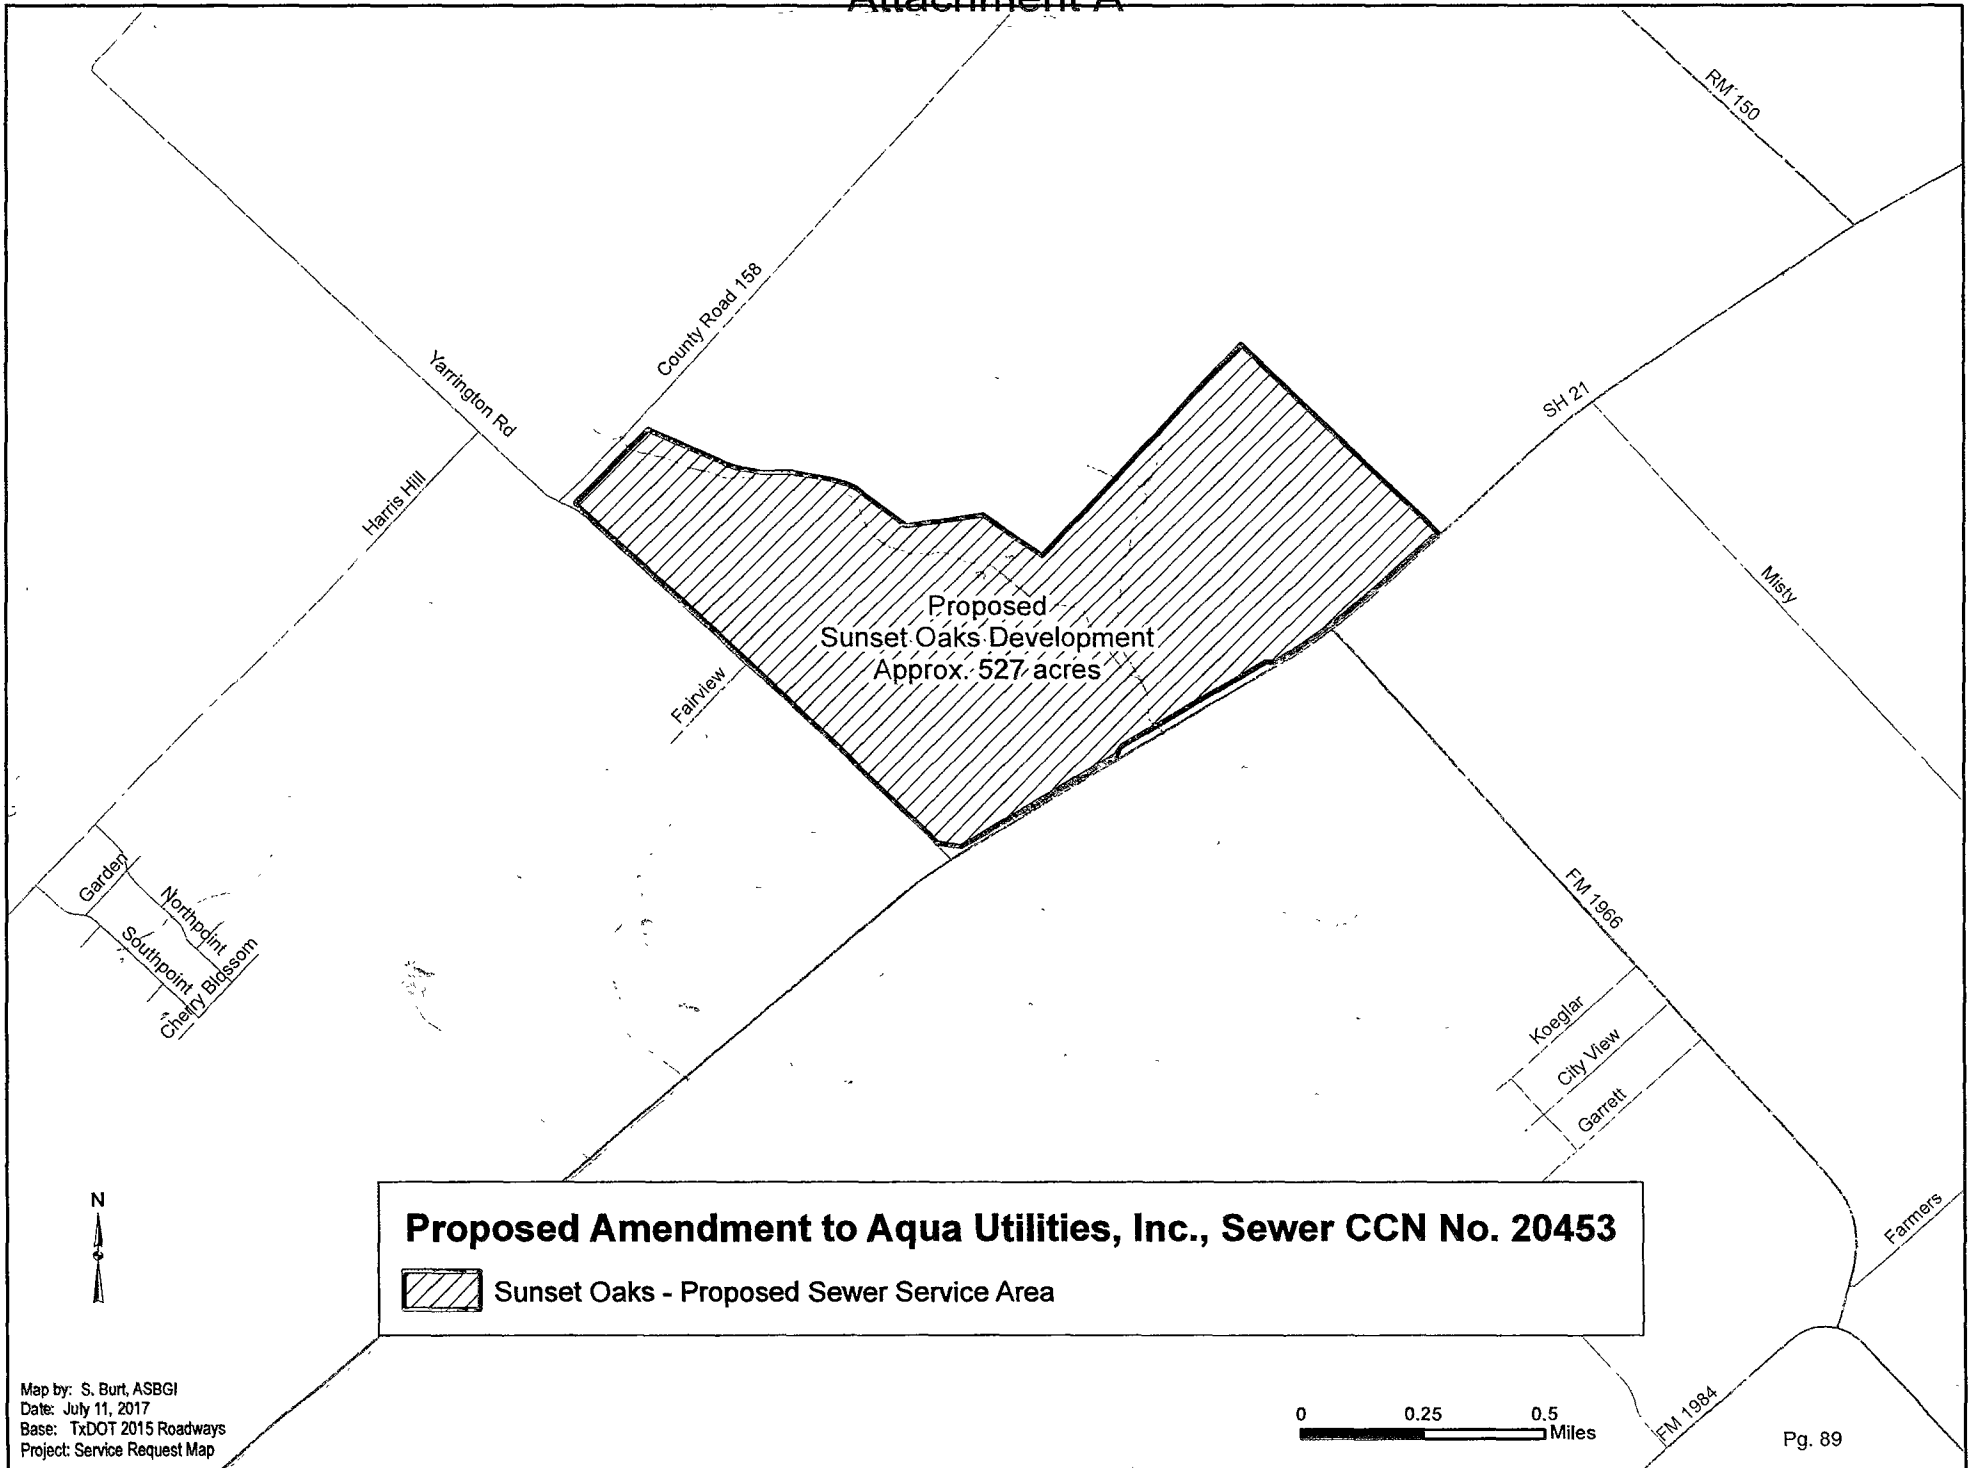 Attachment A
RM 150
County Road 158
Yarrington Rd
SH 21
Harris Hill
Misty
Proposed
Sunset Oaks Development
Approx. 527 acres
Fairview
Garden
Northpoint
Southpoint
Cherry Blossom
FM 1966
Koeglar
City View
Garrett
Farmers
N
Proposed Amendment to Aqua Utilities, Inc., Sewer CCN No. 20453
Sunset Oaks - Proposed Sewer Service Area
Map by: S. Burt, ASBGI
Date: July 11, 2017
Base: TxDOT 2015 Roadways
Project: Service Request Map
0 0.25 0.5
Miles
FM 1984
Pg. 89